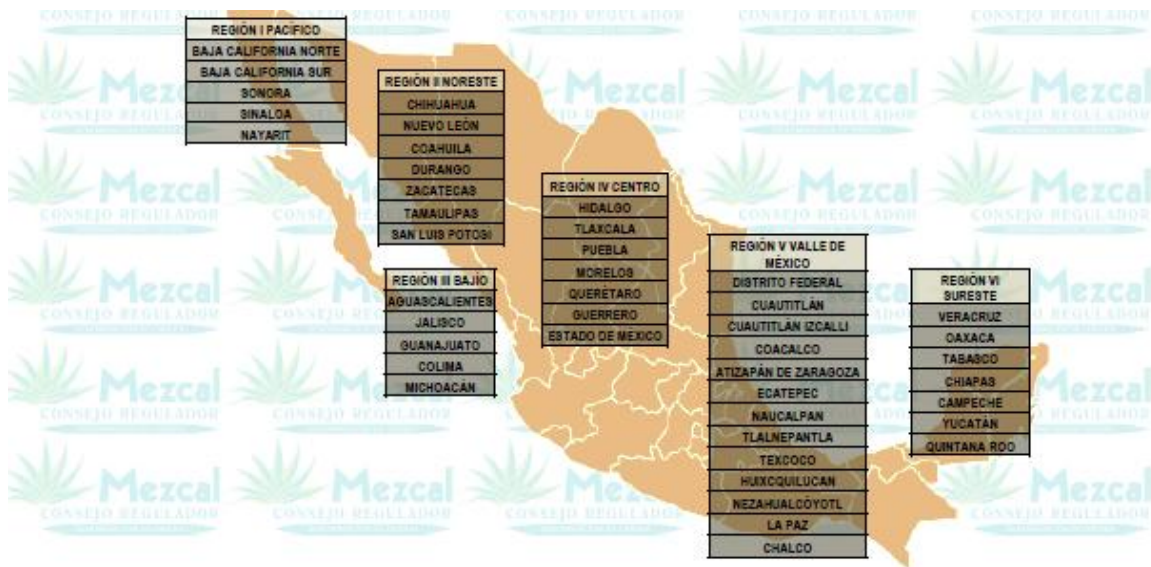 REGIÓN I PACÍFICO
BAJA CALIFORNIA NORTE
BAJA CALIFORNIA SUR
SONORA
SINALOA
NAYARIT
REGIÓN II NORESTE
CHIHUAHUA
NUEVO LEÓN
COAHUILA
DURANGO
ZACATECAS
TAMAULIPAS
SAN LUIS POTOSI
REGIÓN III BAJÍO
AGUASCALIENTES
JALISCO
GUANAJUATO
COLIMA
MICHOACÁN
REGIÓN IV CENTRO
HIDALGO
TLAXCALA
PUEBLA
MORELOS
QUERÉTARO
GUERRERO
ESTADO DE MÉXICO
REGIÓN V VALLE DE
MÉXICO
DISTRITO FEDERAL
CUAUTITLÁN
CUAUTITLÁN IZCALLI
COACALCO
ATIZAPÁN DE ZARAGOZA
ECATEPEC
NAUCALPAN
TLALNEPANTLA
TEXCOCO
HUIXCQUILUCAN
NEZAHUALCÓYOTL
LA PAZ
CHALCO
REGIÓN VI
SURESTE
VERACRUZ
OAXACA
TABASCO
CHIAPAS
CAMPECHE
YUCATÁN
QUINTANA ROO
Mezcal
CONSEJO REGULADOR